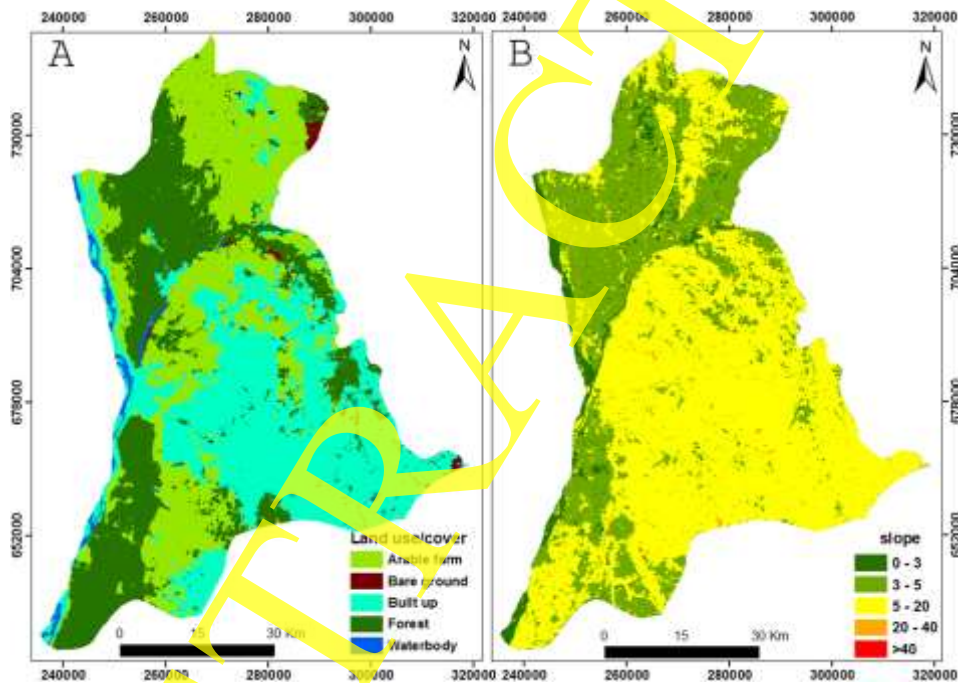 240000 260000 280000 300000 320000 240000 260000 280000 300000 320000
A N B N
730000 730000
704000 704000
678000 678000
652000 652000
Land use/cover
Arable farm
Bare ground
Built up
Forest
Waterbody
0 15 30 Km
slope
0 - 3
3 - 5
5 - 20
20 - 40
>40
0 15 30 Km
240000 260000 280000 300000 320000 240000 260000 280000 300000 320000
TRACT